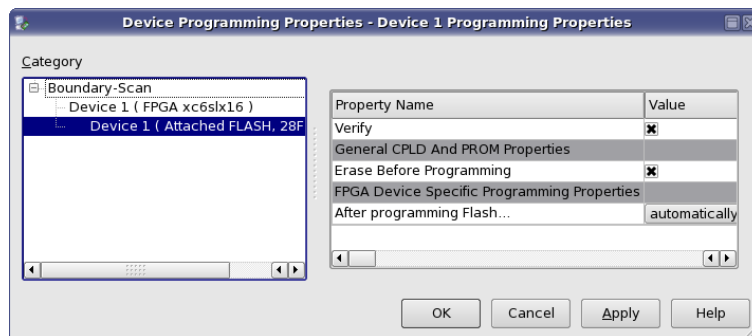 Device Programming Properties - Device 1 Programming Properties
Category
Boundary-Scan
Device 1 ( FPGA xc6slx16 )
Device 1 ( Attached FLASH, 28F
Property Name Value
Verify
General CPLD And PROM Properties
Erase Before Programming
FPGA Device Specific Programming Properties
After programming Flash... automatically
OK Cancel Apply Help